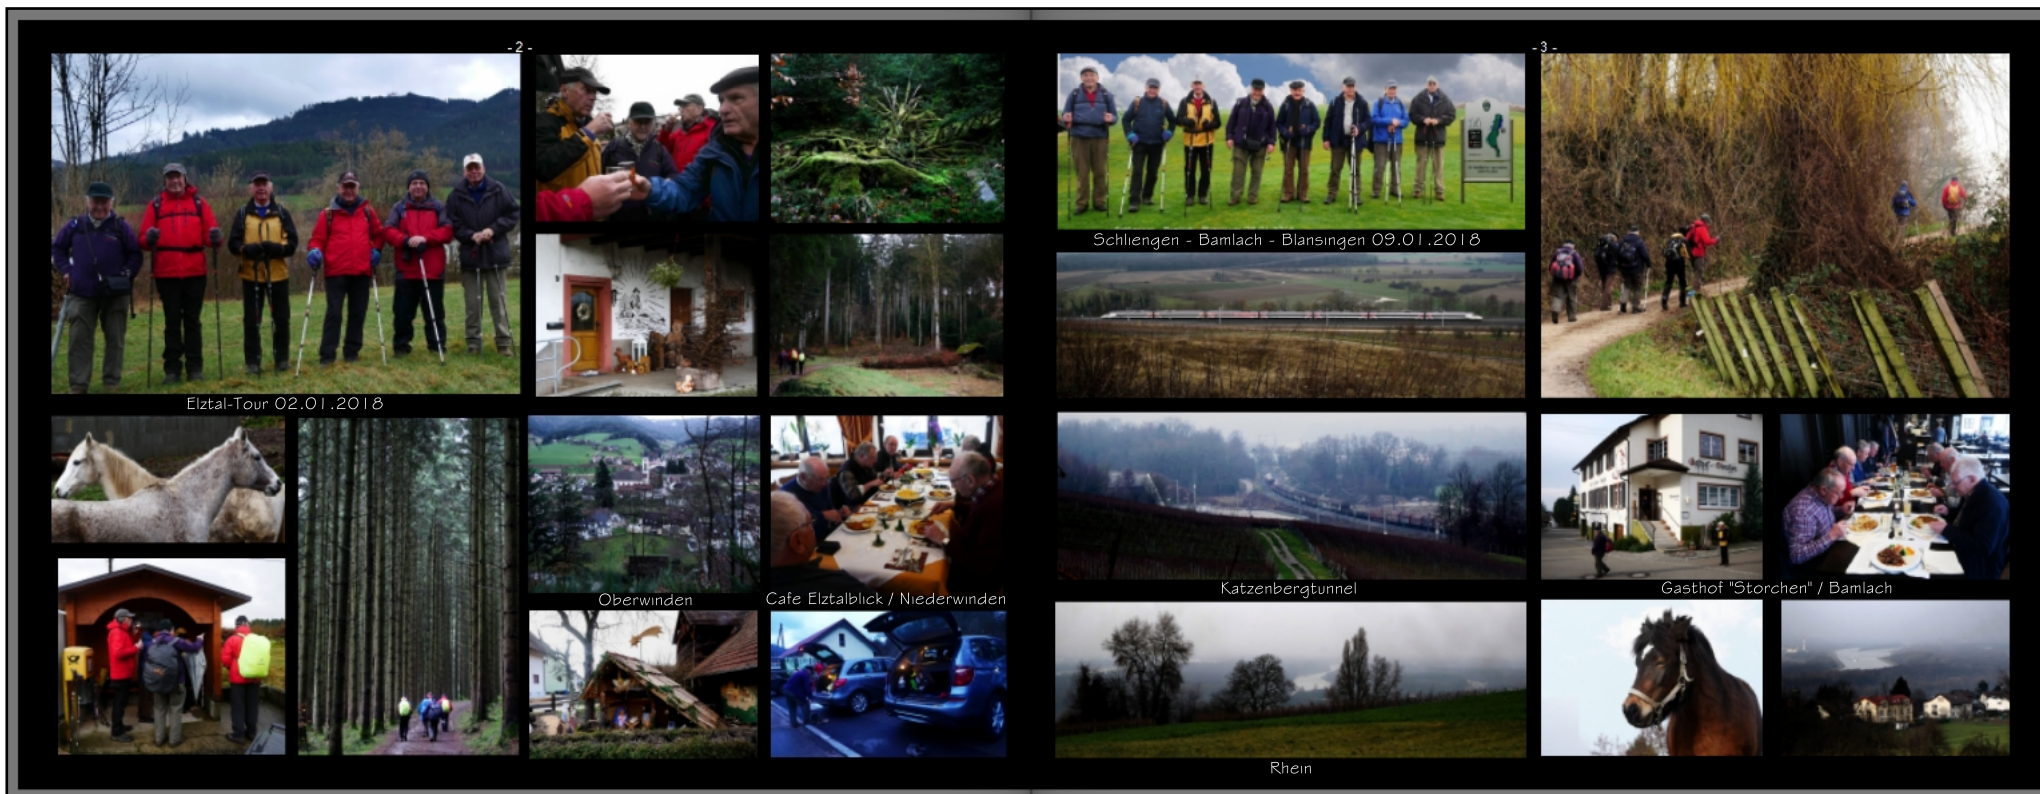 - 2 -
Elztal-Tour 02.01.2018
Oberwinden
Cafe Elztalblick / Niederwinden
- 3 -
Schliengen - Bamlach - Blansingen 09.01.2018
Katzenbergtunnel
Gasthof "Storchen" / Bamlach
Rhein